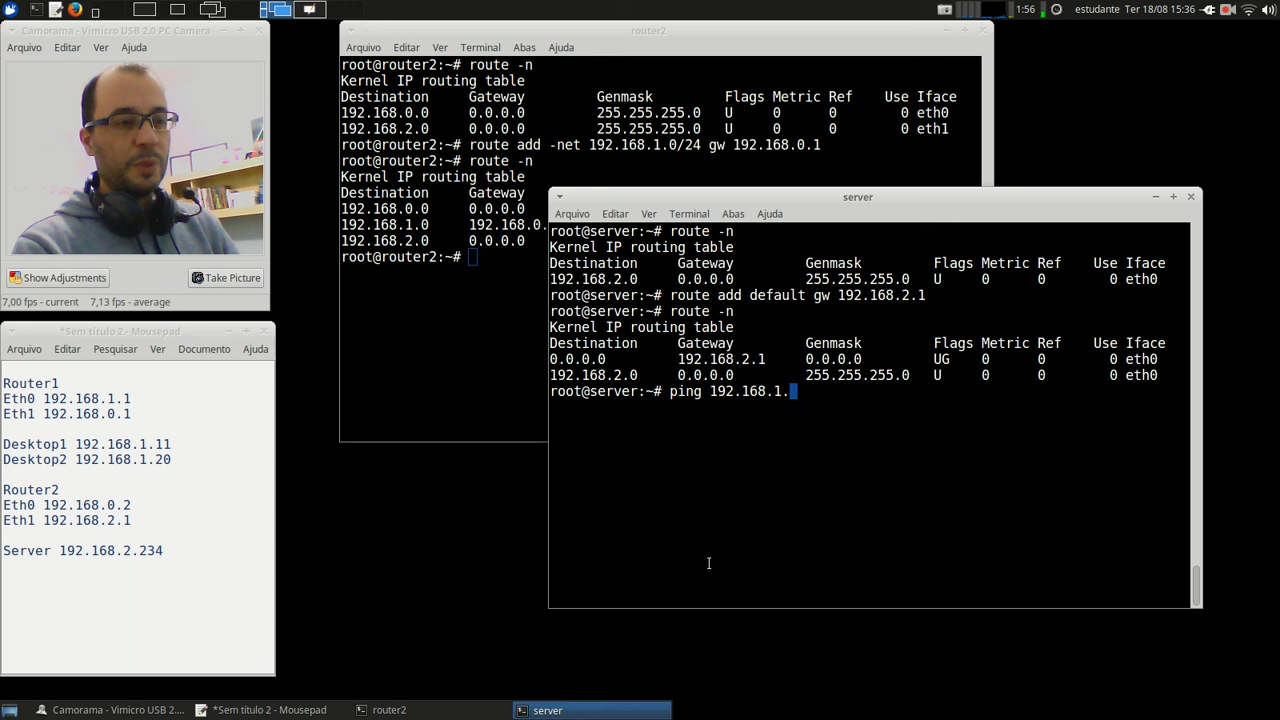 1:56 estudante Ter 18/08 15:36
Camorama - Vimicro USB 2.0 PC Camera
Arquivo Editar Ver Ajuda
Show Adjustments Take Picture
7,00 fps - current 7,13 fps - average
*Sem título 2 - Mousepad
Arquivo Editar Pesquisar Ver Documento Ajuda
Router1
Eth0 192.168.1.1
Eth1 192.168.0.1
Desktop1 192.168.1.11
Desktop2 192.168.1.20
Router2
Eth0 192.168.0.2
Eth1 192.168.2.1
Server 192.168.2.234
router2
Arquivo Editar Ver Terminal Abas Ajuda
root@router2:~# route -n
Kernel IP routing table
Destination Gateway Genmask Flags Metric Ref Use Iface
192.168.0.0 0.0.0.0 255.255.255.0 U 0 0 0 eth0
192.168.2.0 0.0.0.0 255.255.255.0 U 0 0 0 eth1
root@router2:~# route add -net 192.168.1.0/24 gw 192.168.0.1
root@router2:~# route -n
Kernel IP routing table
Destination Gateway
192.168.0.0 0.0.0.0
192.168.1.0 192.168.0.
192.168.2.0 0.0.0.0
root@router2:~#
server
Arquivo Editar Ver Terminal Abas Ajuda
root@server:~# route -n
Kernel IP routing table
Destination Gateway Genmask Flags Metric Ref Use Iface
192.168.2.0 0.0.0.0 255.255.255.0 U 0 0 0 eth0
root@server:~# route add default gw 192.168.2.1
root@server:~# route -n
Kernel IP routing table
Destination Gateway Genmask Flags Metric Ref Use Iface
0.0.0.0 192.168.2.1 0.0.0.0 UG 0 0 0 eth0
192.168.2.0 0.0.0.0 255.255.255.0 U 0 0 0 eth0
root@server:~# ping 192.168.1.
Camorama - Vimicro USB 2.... *Sem título 2 - Mousepad router2 server